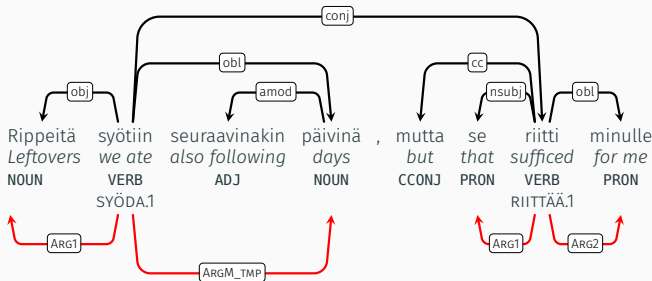 conj
obl cc
obj amod nsubj obl
Rippeitä syötiin seuraavinakin päivinä , mutta se riitti minulle
Leftovers we ate also following days but that sufficed for me
NOUN VERB ADJ NOUN CCONJ PRON VERB PRON
SYÖDA.1 RIITTÄÄ.1
ARG1 ARG1 ARG2
ARGM_TMP